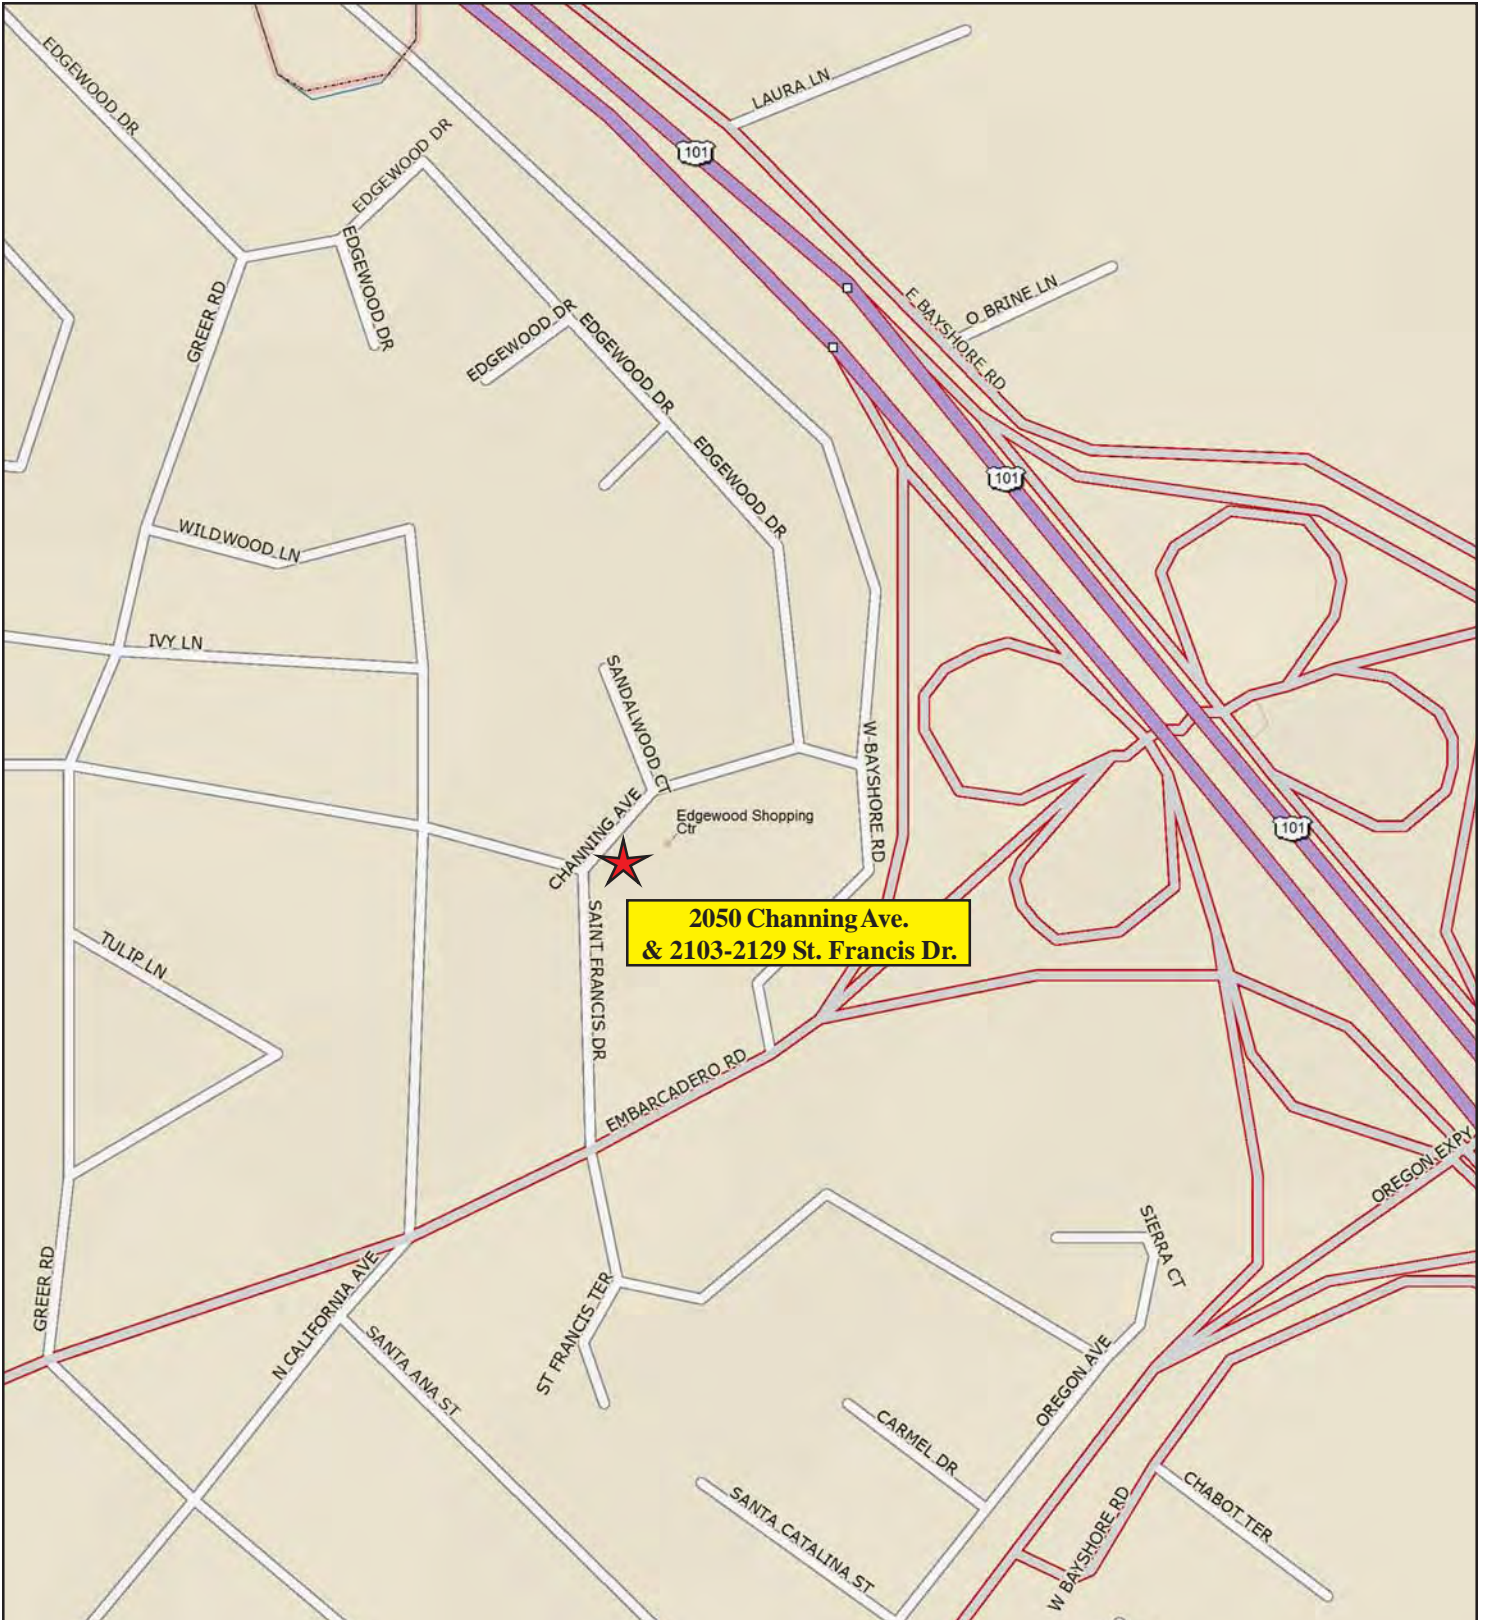 EDGEWOOD DR
EDGEWOOD DR
LAURA LN
101
EDGEWOOD DR
GREER RD
E BAYSHORE RD
O BRINE LN
EDGEWOOD DR
EDGEWOOD DR
EDGEWOOD DR
101
WILDWOOD LN
IVY LN
SANDALWOOD CT
W BAYSHORE RD
CHANNING AVE
Edgewood Shopping
Ctr
101
2050 Channing Ave.
& 2103-2129 St. Francis Dr.
SAINT FRANCIS DR
TULIP LN
EMBARCADERO RD
OREGON EXPY
SIERRA CT
GREER RD
N CALIFORNIA AVE
SANTA ANA ST
ST FRANCIS TER
OREGON AVE
CARMEL DR
SANTA CATALINA ST
W BAYSHORE RD
CHABOT TER